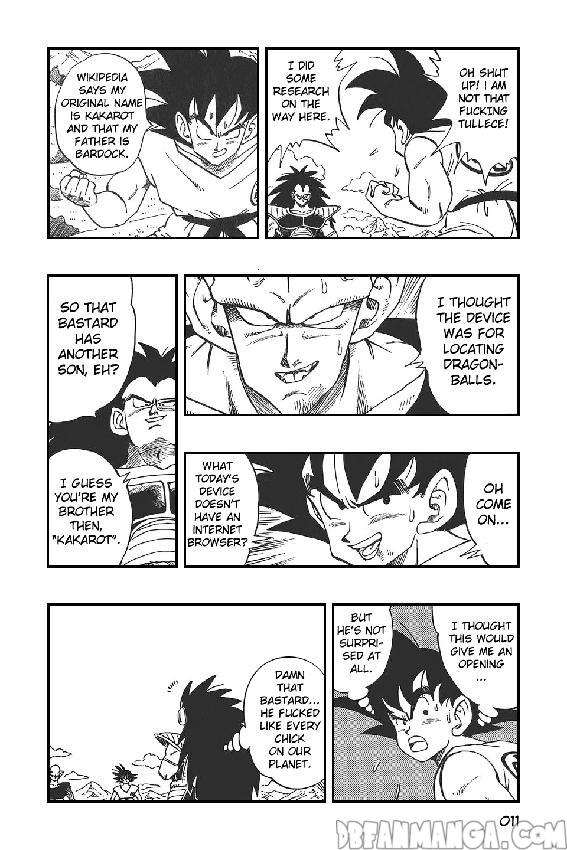 OH SHUT
UP! I AM
NOT THAT
FUCKING
TULLECE!
I DID
SOME
RESEARCH
ON THE
WAY HERE.
WIKIPEDIA
SAYS MY
ORIGINAL NAME
IS KAKAROT
AND THAT MY
FATHER IS
BARDOCK.
I THOUGHT
THE DEVICE
WAS FOR
LOCATING
DRAGON-
BALLS.
OH
COME
ON...
WHAT
TODAY'S
DEVICE
DOESN'T
HAVE AN
INTERNET
BROWSER?
SO THAT
BASTARD
HAS
ANOTHER
SON, EH?
I GUESS
YOU'RE MY
BROTHER
THEN,
"KAKAROT".
I THOUGHT
THIS WOULD
GIVE ME AN
OPENING
...
BUT
HE'S NOT
SURPRI-
SED AT
ALL.
DAMN
THAT
BASTARD...
HE FUCKED
LIKE EVERY
CHICK
ON OUR
PLANET.
011
DBFANMANGA.COM